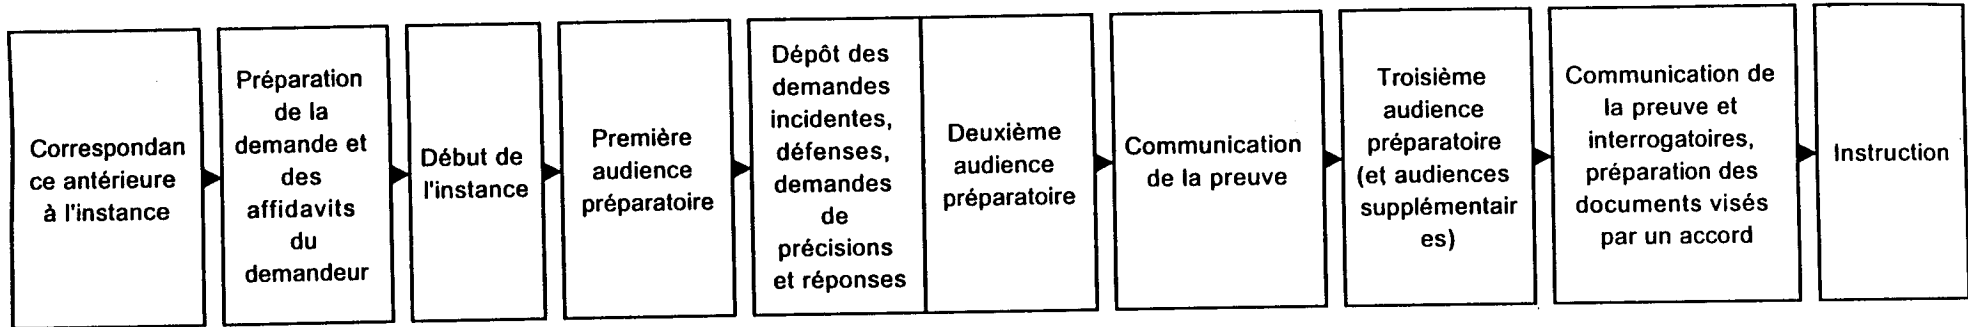 Correspondan
ce antérieure
à l'instance
Préparation
de la
demande et
des
affidavits
du
demandeur
Début de
l'instance
Première
audience
préparatoire
Dépôt des
demandes
incidentes,
défenses,
demandes
de
précisions
et réponses
Deuxième
audience
préparatoire
Communication
de la preuve
Troisième
audience
préparatoire
(et audiences
supplémentair
es)
Communication de
la preuve et
interrogatoires,
préparation des
documents visés
par un accord
Instruction